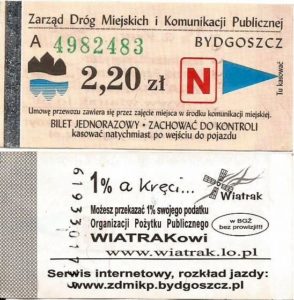 Zarząd Dróg Miejskich i Komunikacji Publicznej
A 4982483 BYDGOSZCZ
2,20 zł N
Tu kasować
Umowę przewozu zawiera się przez zajęcie miejsca w środku komunikacji miejskiej.
BILET JEDNORAZOWY - ZACHOWAĆ DO KONTROLI
kasować natychmiast po wejściu do pojazdu
1% a kręci...
Wiatrak
Możesz przekazać 1% swojego podatku
Organizacji Pożytku Publicznego
w BGŻ
bez prowizji!!!
WIATRAKowi
www.wiatrak.lo.pl
Serwis internetowy, rozkład jazdy:
www.zdmikp.bydgoszcz.pl